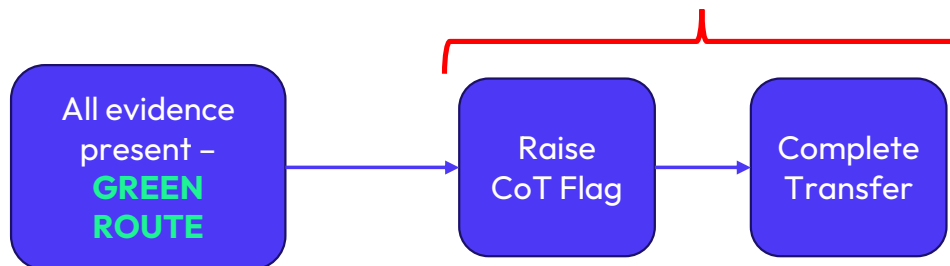 All evidence
present –
GREEN
ROUTE
Raise
CoT Flag
Complete
Transfer